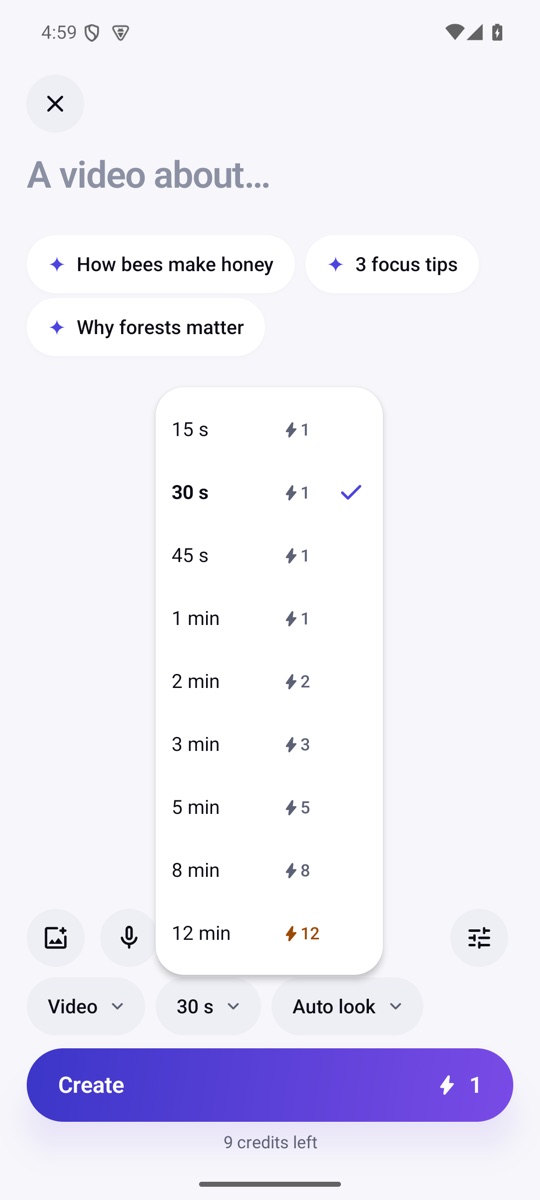 4:59
A video about...
How bees make honey
3 focus tips
Why forests matter
15 s 1
30 s 1
45 s 1
1 min 1
2 min 2
3 min 3
5 min 5
8 min 8
12 min 12
Video
30 s
Auto look
Create 1
9 credits left